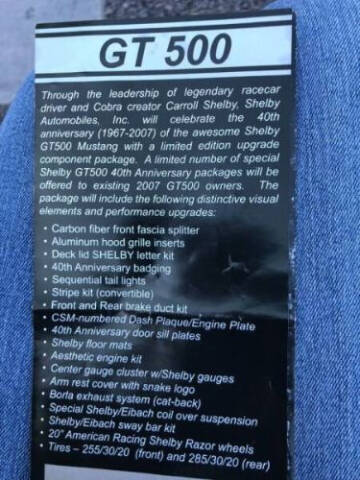 GT 500
Through the leadership of legendary racecar
driver and Cobra creator Carroll Shelby, Shelby
Automobiles, Inc. will celebrate the 40th
anniversary (1967-2007) of the awesome Shelby
GT500 Mustang with a limited edition upgrade
component package. A limited number of special
Shelby GT500 40th Anniversary packages will be
offered to existing 2007 GT500 owners. The
package will include the following distinctive visual
elements and performance upgrades:
• Carbon fiber front fascia splitter
• Aluminum hood grille inserts
• Deck lid SHELBY letter kit
• 40th Anniversary badging
• Sequential tail lights
• Stripe kit (convertible)
• Front and Rear brake duct kit
• CSM-numbered Dash Plaque/Engine Plate
• 40th Anniversary door sill plates
• Shelby floor mats
• Aesthetic engine kit
• Center gauge cluster w/Shelby gauges
• Arm rest cover with snake logo
• Borla exhaust system (cat-back)
• Special Shelby/Eibach coil over suspension
• Shelby/Eibach sway bar kit
• 20" American Racing Shelby Razor wheels
• Tires – 255/30/20 (front) and 285/30/20 (rear)